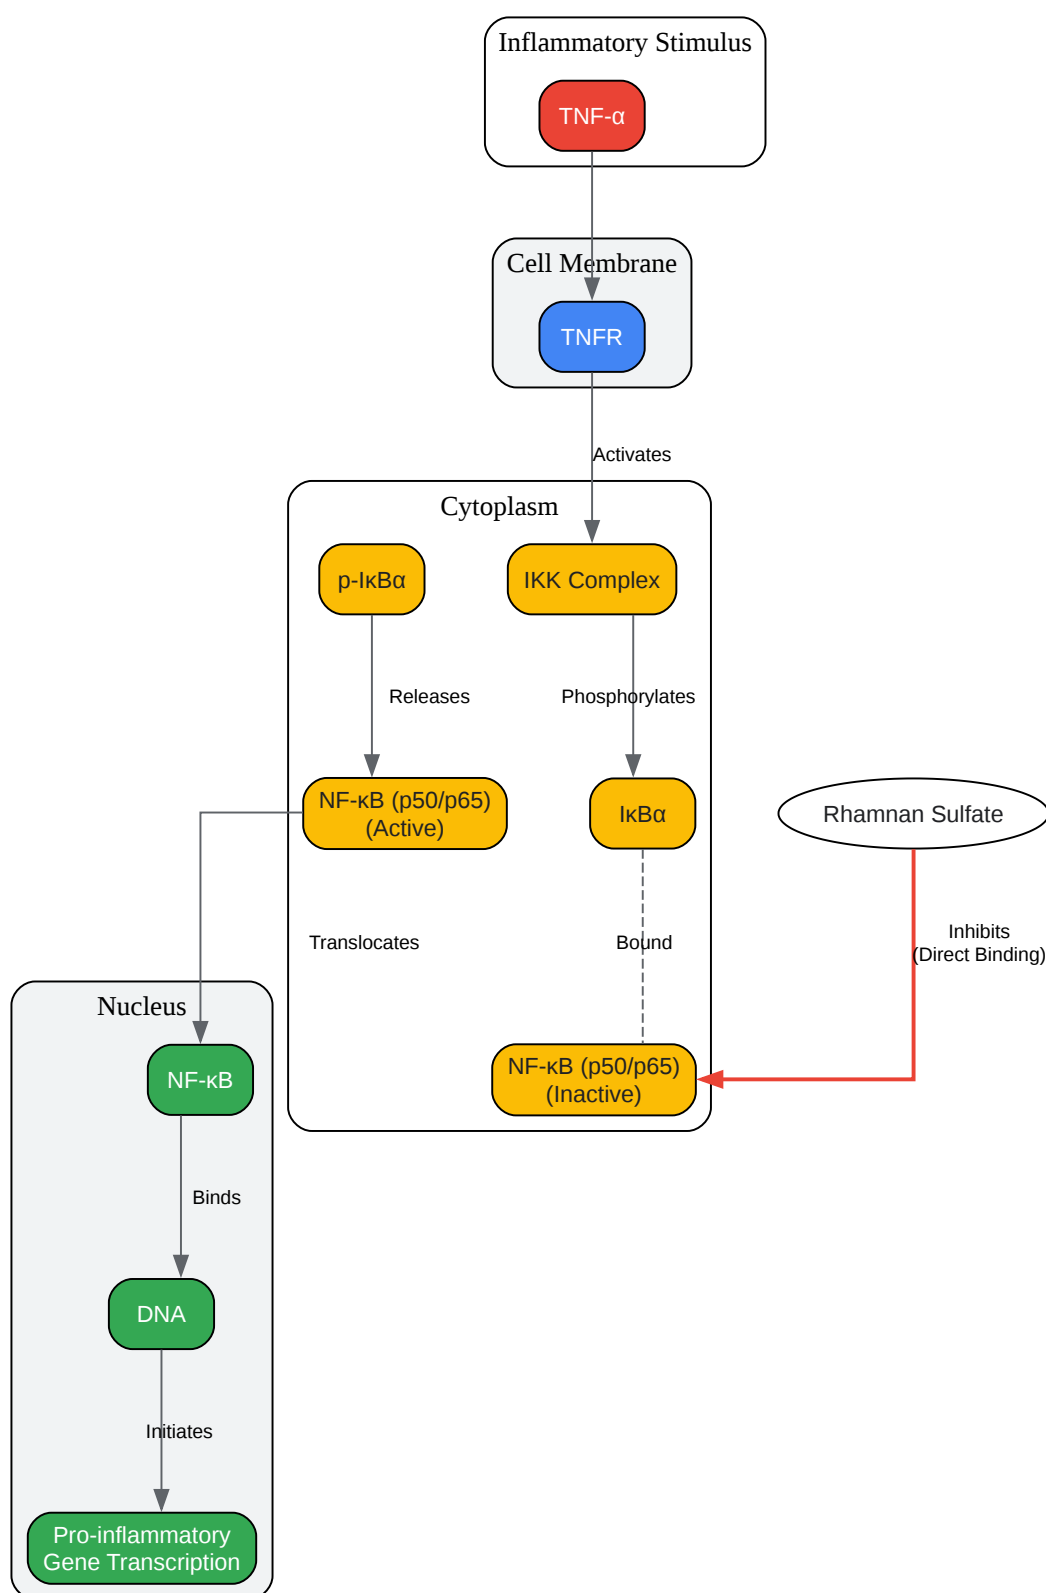 Inflammatory Stimulus
TNF-α
Cell Membrane
TNFR
Activates
Cytoplasm
p-IκBα
IKK Complex
Releases
Phosphorylates
NF-κB (p50/p65)
(Active)
IκBα
Rhamnan Sulfate
Translocates
Bound
Inhibits
(Direct Binding)
Nucleus
NF-κB
NF-κB (p50/p65)
(Inactive)
Binds
DNA
Initiates
Pro-inflammatory
Gene Transcription